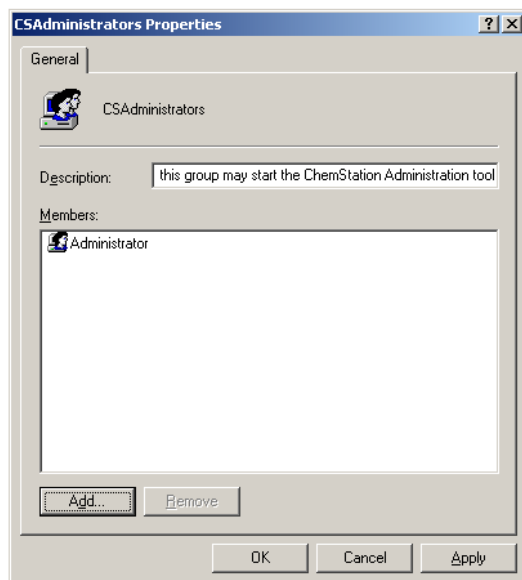 CSAdministrators Properties
General
CSAdministrators
Description: this group may start the ChemStation Administration tool
Members:
Administrator
Add... Remove
OK Cancel Apply